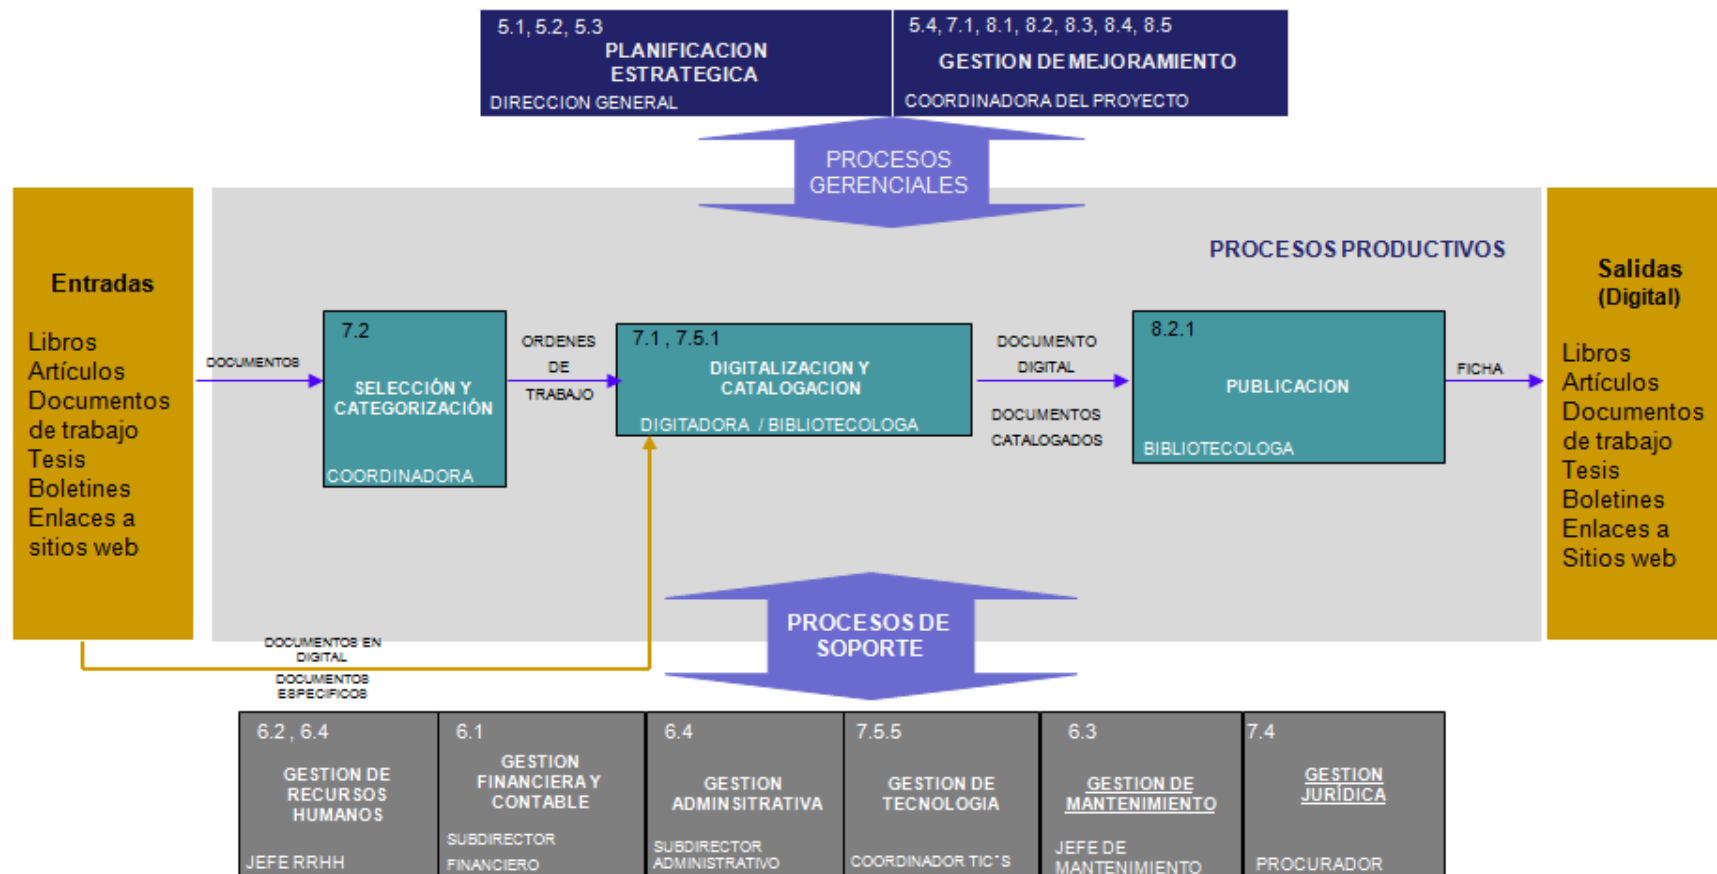 5.1, 5.2, 5.3
PLANIFICACION
ESTRATEGICA
DIRECCION GENERAL
5.4, 7.1, 8.1, 8.2, 8.3, 8.4, 8.5
GESTION DE MEJORAMIENTO
COORDINADORA DEL PROYECTO
PROCESOS
GERENCIALES
PROCESOS PRODUCTIVOS
Entradas
Libros
Artículos
Documentos
de trabajo
Tesis
Boletines
Enlaces a
sitios web
DOCUMENTOS
7.2
SELECCIÓN Y
CATEGORIZACIÓN
COORDINADORA
ORDENES
DE
TRABAJO
7.1 , 7.5.1
DIGITALIZACION Y
CATALOGACION
DIGITADORA / BIBLIOTECOLOGA
DOCUMENTO
DIGITAL
DOCUMENTOS
CATALOGADOS
8.2.1
PUBLICACION
BIBLIOTECOLOGA
FICHA
Salidas
(Digital)
Libros
Artículos
Documentos
de trabajo
Tesis
Boletines
Enlaces a
Sitios web
DOCUMENTOS EN
DIGITAL
DOCUMENTOS
ESPECIFICOS
PROCESOS DE
SOPORTE
6.2 , 6.4
GESTION DE
RECURSOS
HUMANOS
JEFE RRHH
6.1
GESTION
FINANCIERA Y
CONTABLE
SUBDIRECTOR
FINANCIERO
6.4
GESTION
ADMINSITRATIVA
SUBDIRECTOR
ADMINISTRATIVO
7.5.5
GESTION DE
TECNOLOGIA
COORDINADOR TIC´S
6.3
GESTION DE
MANTENIMIENTO
JEFE DE
MANTENIMIENTO
7.4
GESTION
JURÍDICA
PROCURADOR